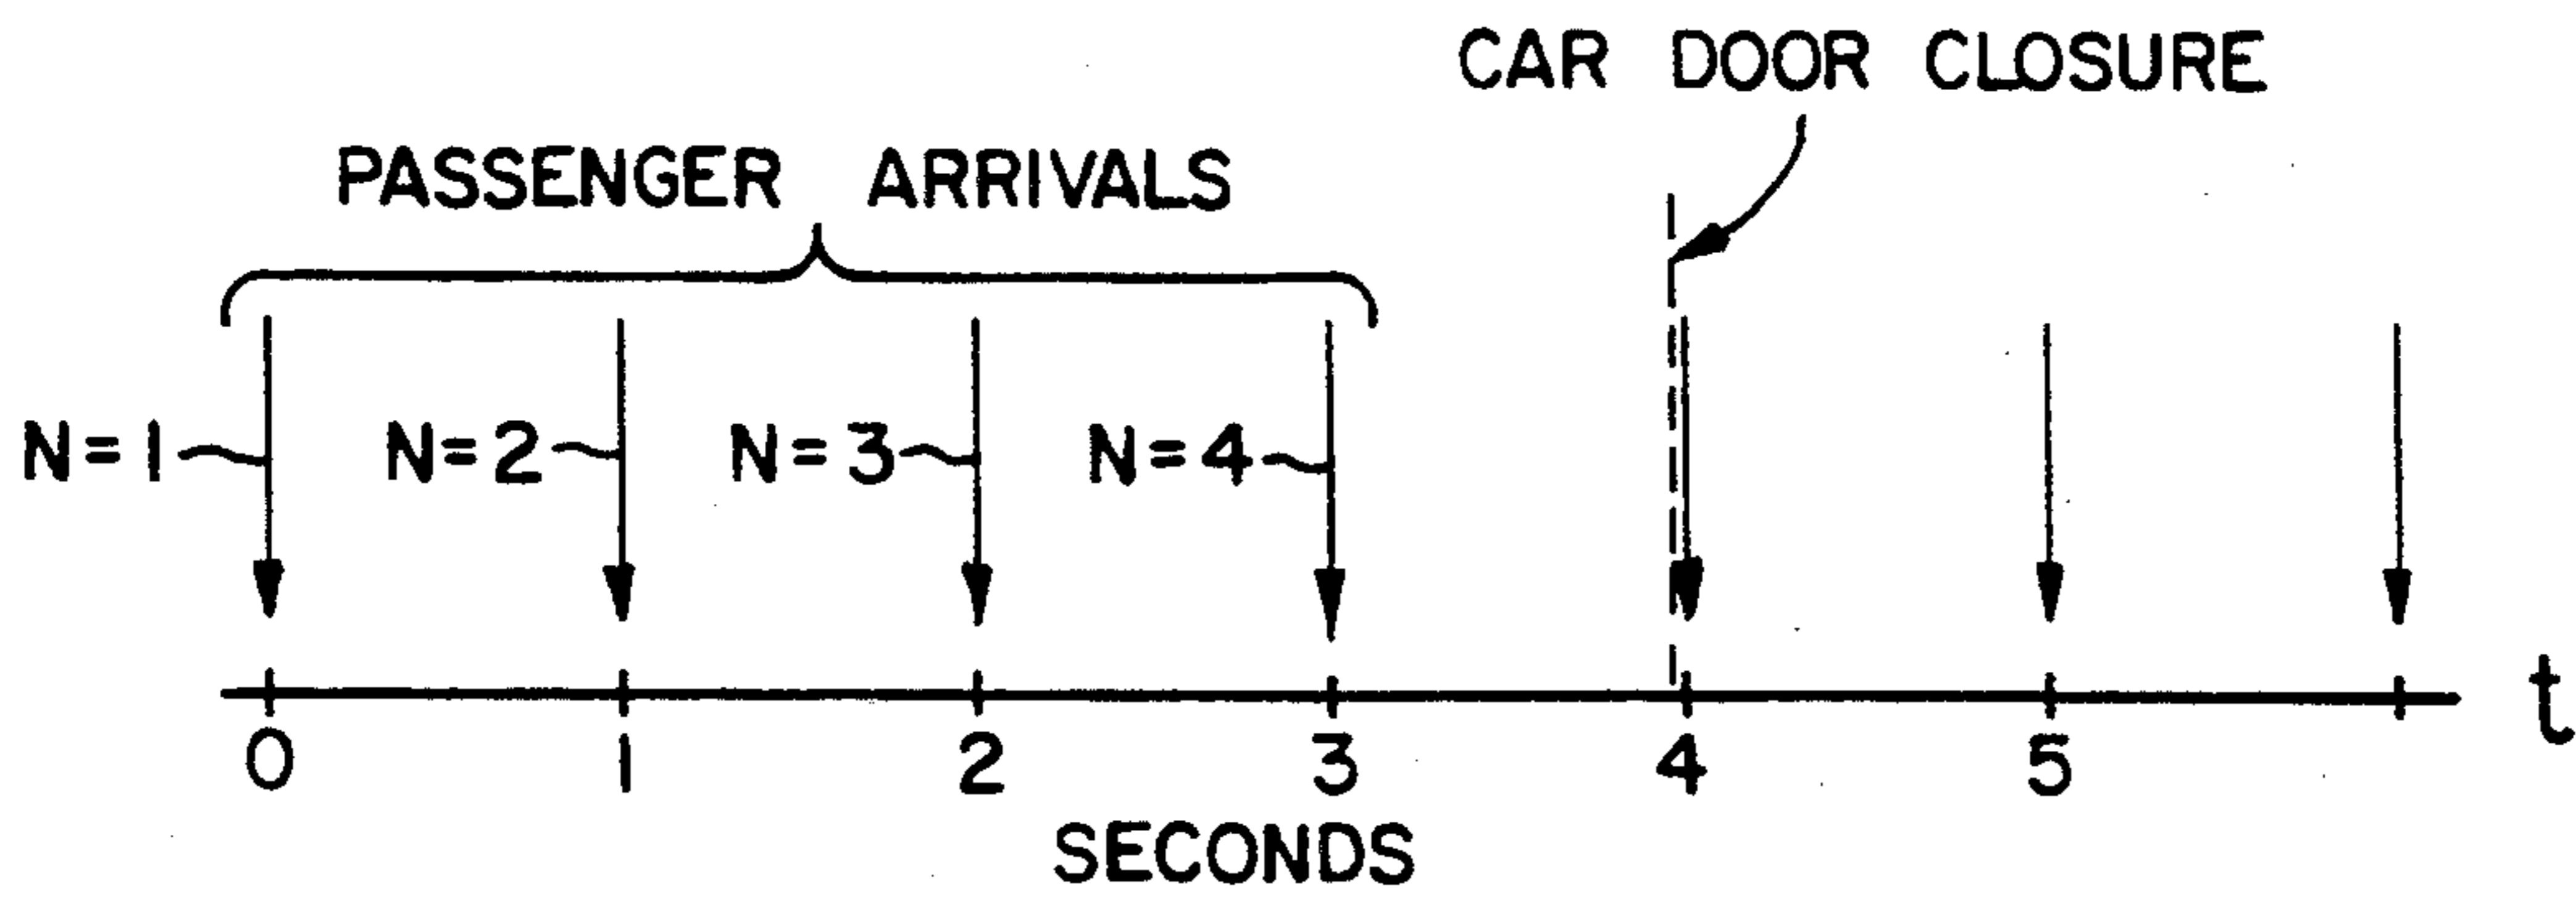 CAR DOOR CLOSURE
PASSENGER ARRIVALS
N=1 N=2 N=3 N=4
0 1 2 3 4 5 t
SECONDS